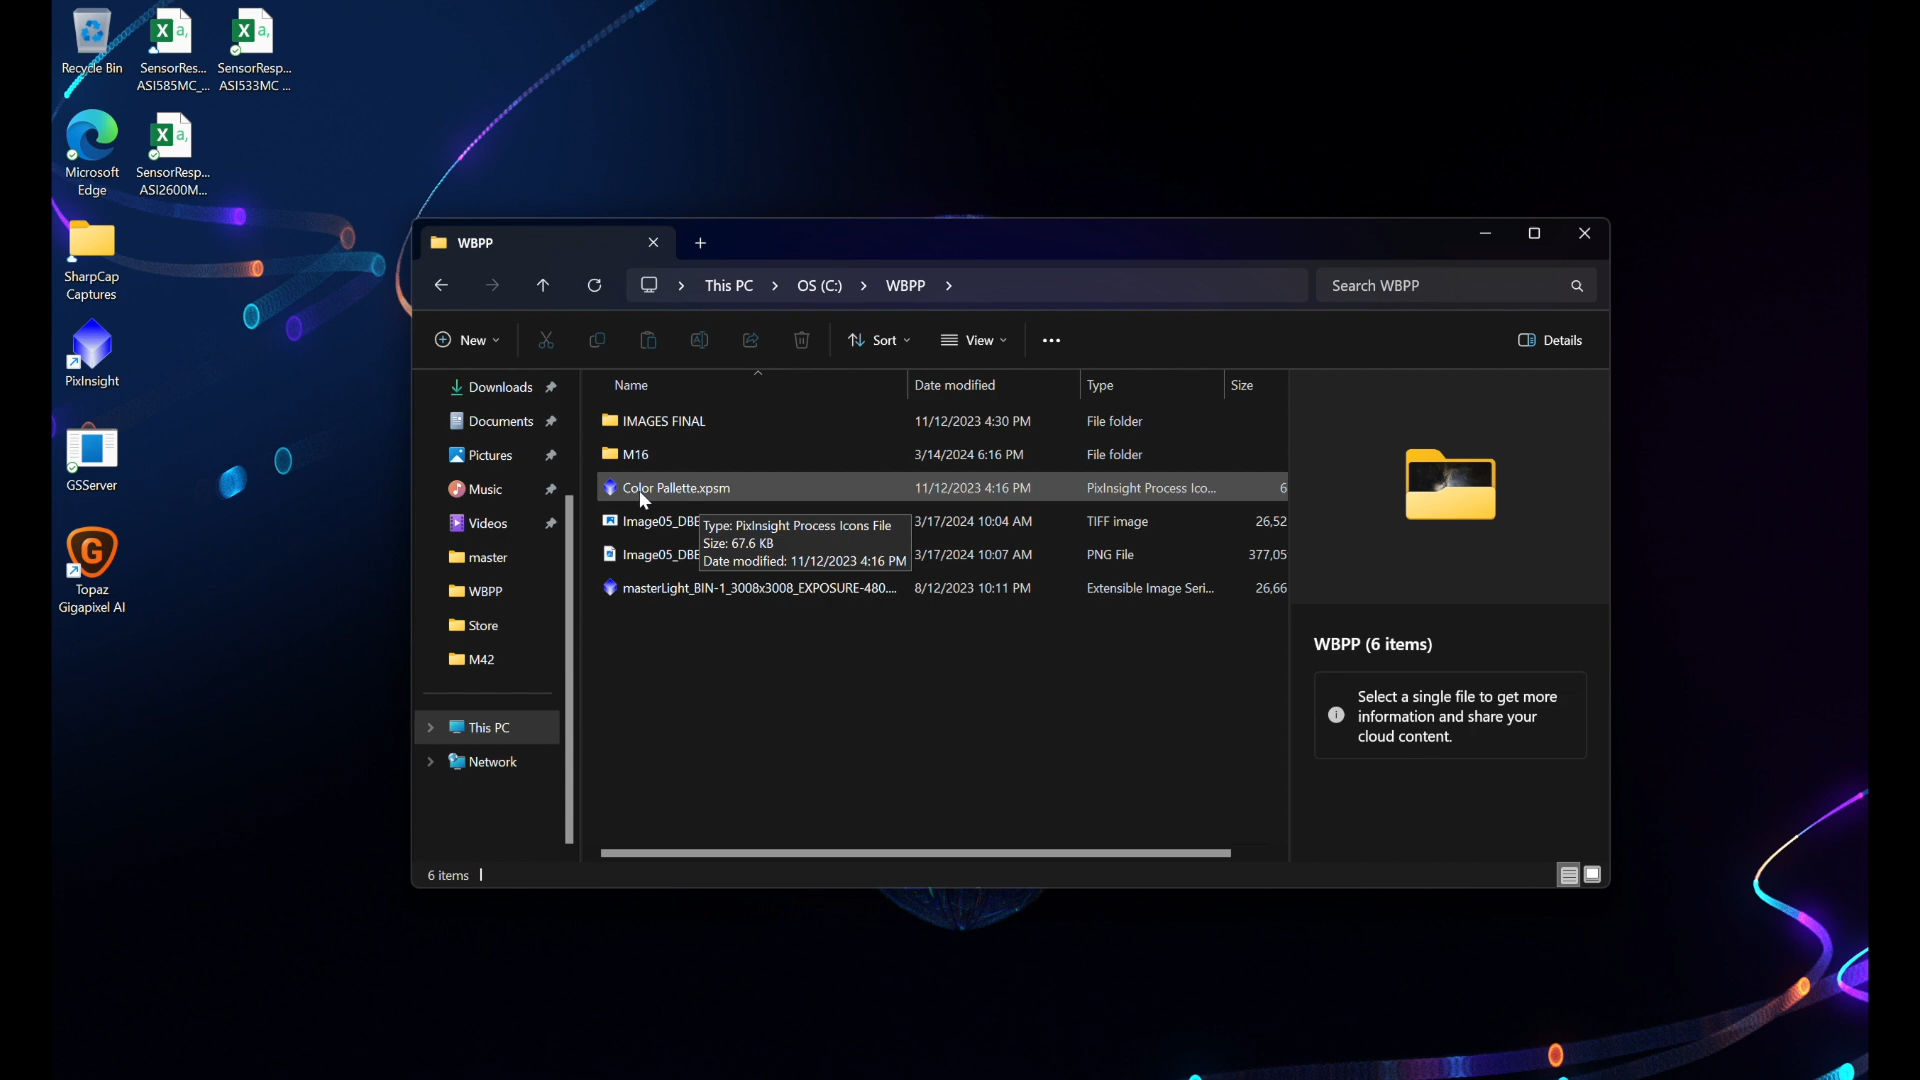 Recycle Bin
SensorRes...
ASI585MC_...
SensorResp...
ASI533MC ...
Microsoft
Edge
SensorResp...
ASI2600M...
SharpCap
Captures
PixInsight
GSServer
Topaz
Gigapixel AI
WBPP
This PC
OS (C:)
WBPP
Search WBPP
New
Sort
View
Details
Downloads
Documents
Pictures
Music
Videos
master
WBPP
Store
M42
This PC
Network
Name Date modified Type Size
IMAGES FINAL 11/12/2023 4:30 PM File folder
M16 3/14/2024 6:16 PM File folder
Color Pallette.xpsm 11/12/2023 4:16 PM PixInsight Process Ico... 6
Image05_DBE 3/17/2024 10:04 AM TIFF image 26,52
Image05_DBE 3/17/2024 10:07 AM PNG File 377,05
masterLight_BIN-1_3008x3008_EXPOSURE-480.... 8/12/2023 10:11 PM Extensible Image Seri... 26,66
Type: PixInsight Process Icons File
Size: 67.6 KB
Date modified: 11/12/2023 4:16 PM
WBPP (6 items)
Select a single file to get more
information and share your
cloud content.
6 items